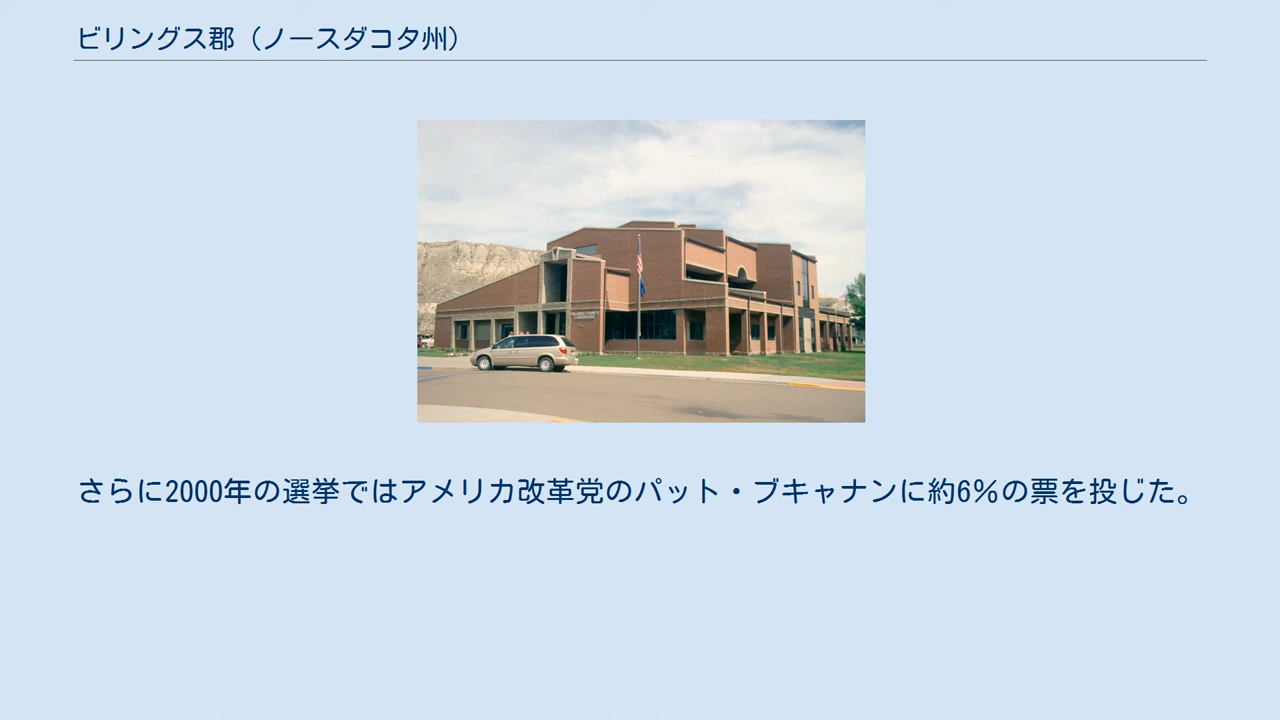 ビリングス郡（ノースダコタ州）
さらに2000年の選挙ではアメリカ改革党のパット・ブキャナンに約6％の票を投じた。